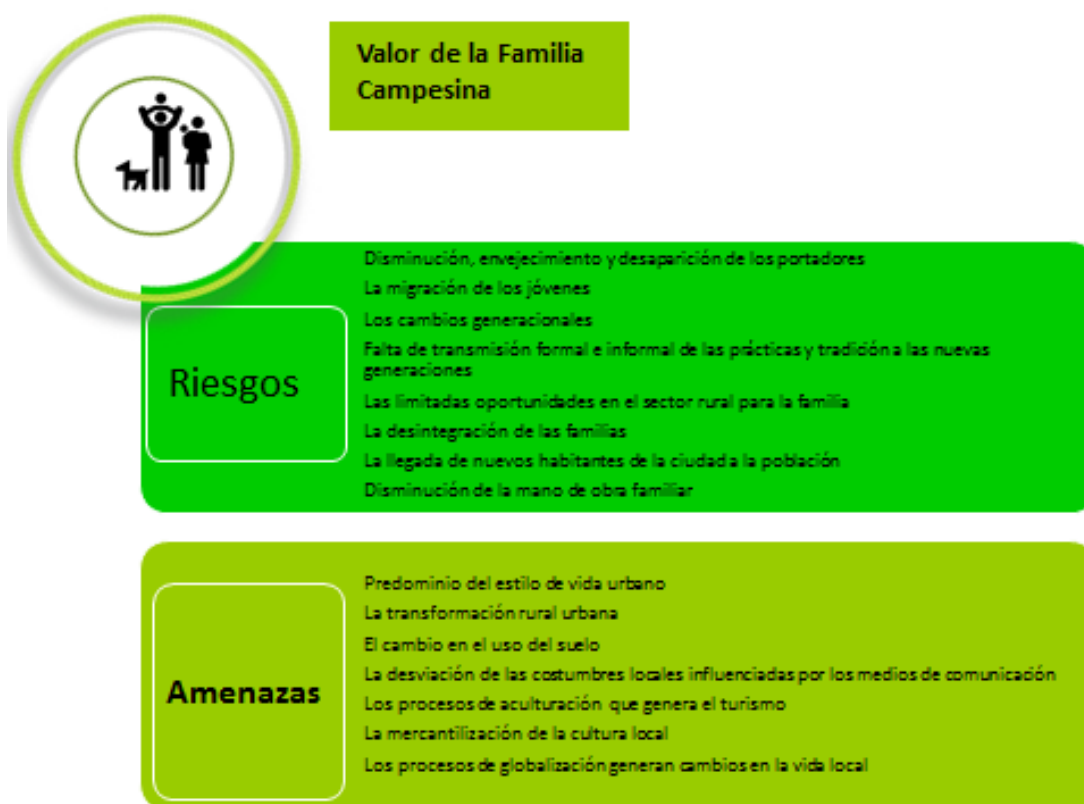 Valor de la Familia
Campesina
Riesgos
Disminución, envejecimiento y desaparición de los portadores
La migración de los jóvenes
Los cambios generacionales
Falta de transmisión formal e informal de las prácticas y tradición a las nuevas
generaciones
Las limitadas oportunidades en el sector rural para la familia
La desintegración de las familias
La llegada de nuevos habitantes de la ciudad a la población
Disminución de la mano de obra familiar
Amenazas
Predominio del estilo de vida urbano
La transformación rural urbana
El cambio en el uso del suelo
La desviación de las costumbres locales influenciadas por los medios de comunicación
Los procesos de aculturación que genera el turismo
La mercantilización de la cultura local
Los procesos de globalización generan cambios en la vida local